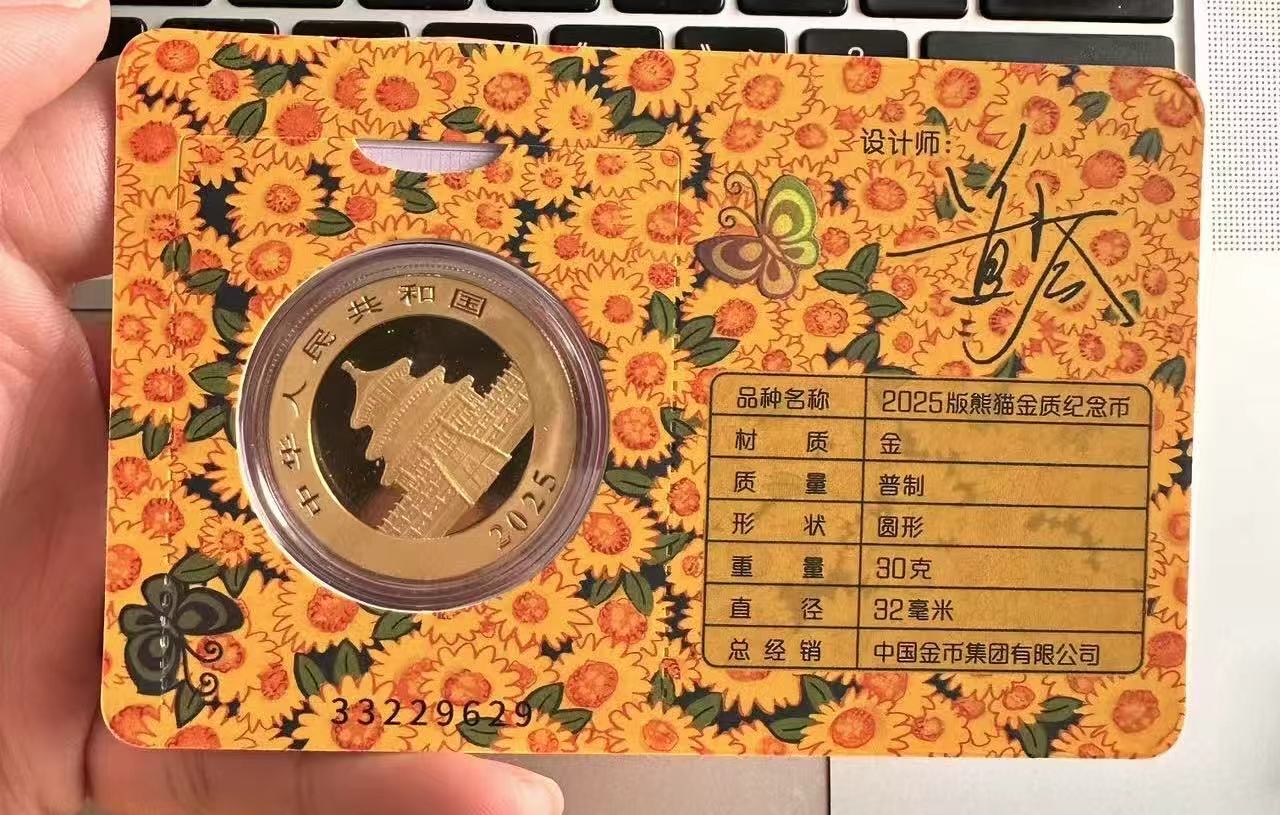 设计师：
中华人民共和国
2025
品种名称 2025版熊猫金质纪念币
材质 金
质量 普制
形状 圆形
重量 30克
直径 32毫米
总经销 中国金币集团有限公司
33229629